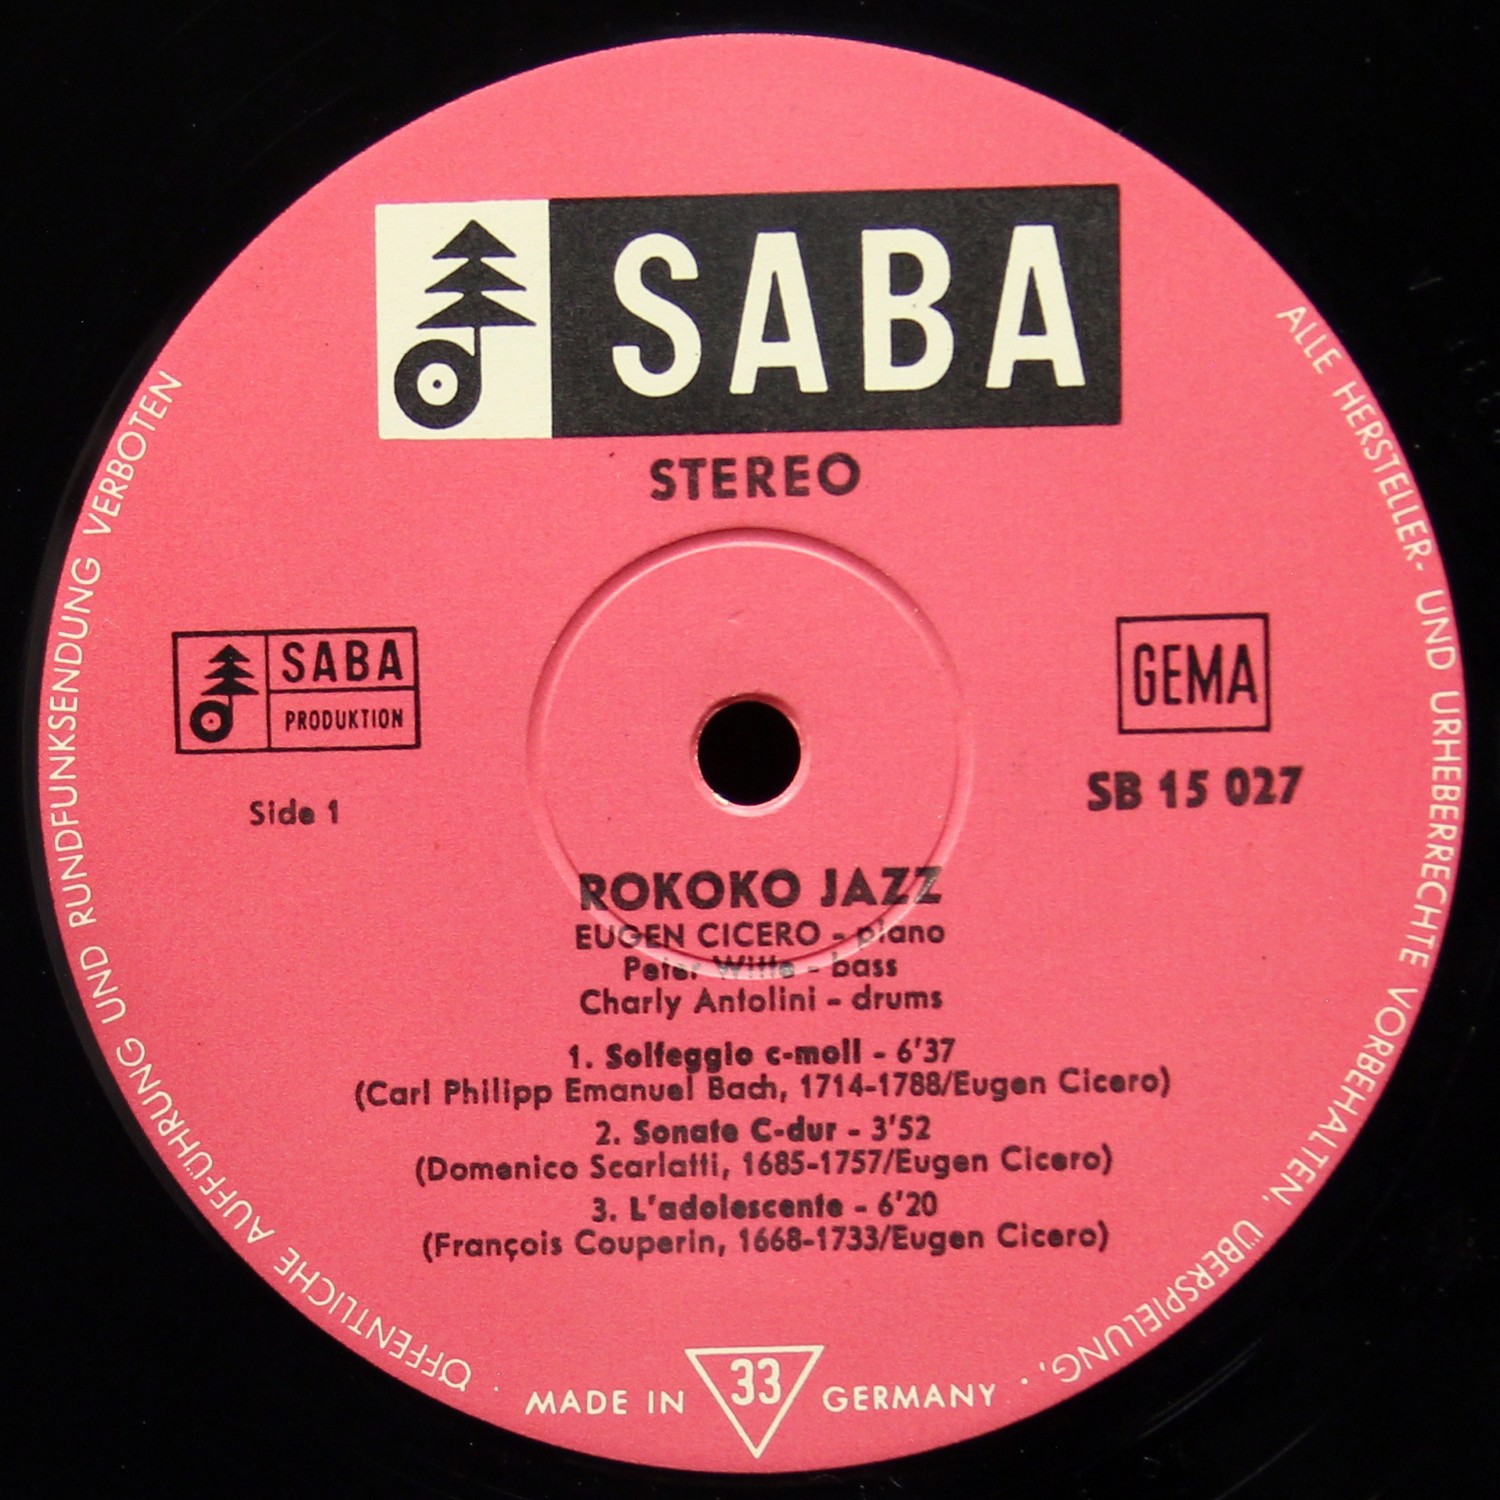 SABA
STEREO
SABA
PRODUKTION
GEMA
Side 1
SB 15 027
ROKOKO JAZZ
EUGEN CICERO - piano
Peter Witte - bass
Charly Antolini - drums
1. Solfeggio c-moll - 6'37
(Carl Philipp Emanuel Bach, 1714-1788/Eugen Cicero)
2. Sonate C-dur - 3'52
(Domenico Scarlatti, 1685-1757/Eugen Cicero)
3. L'adolescente - 6'20
(François Couperin, 1668-1733/Eugen Cicero)
MADE IN 33 GERMANY
ALLE HERSTELLER- UND URHEBERRECHTE VORBEHALTEN, ÜBERSPIELUNG, · · ÖFFENTLICHE AUFFÜHRUNG UND RUNDFUNKSENDUNG VERBOTEN